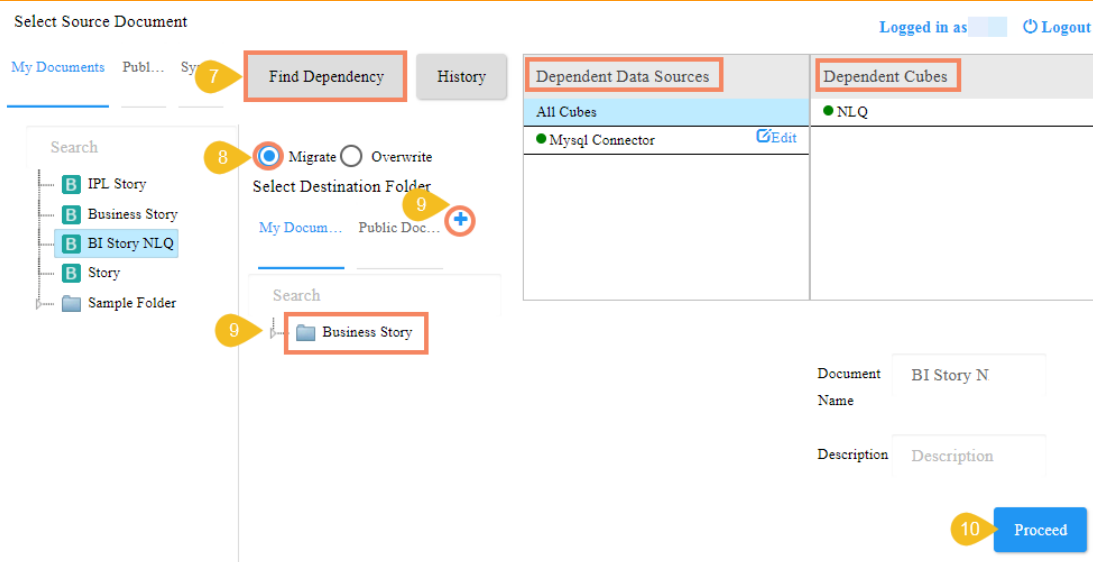 Select Source Document
Logged in as
Logout
My Documents
Publ...
7
Find Dependency
History
Dependent Data Sources
Dependent Cubes
All Cubes
NLQ
Mysql Connector
Edit
Search
B IPL Story
B Business Story
B BI Story NLQ
B Story
Sample Folder
8
Migrate
Overwrite
Select Destination Folder
9
My Docum...
Public Doc...
Search
9
Business Story
Document
Name
BI Story N
Description
Description
10
Proceed